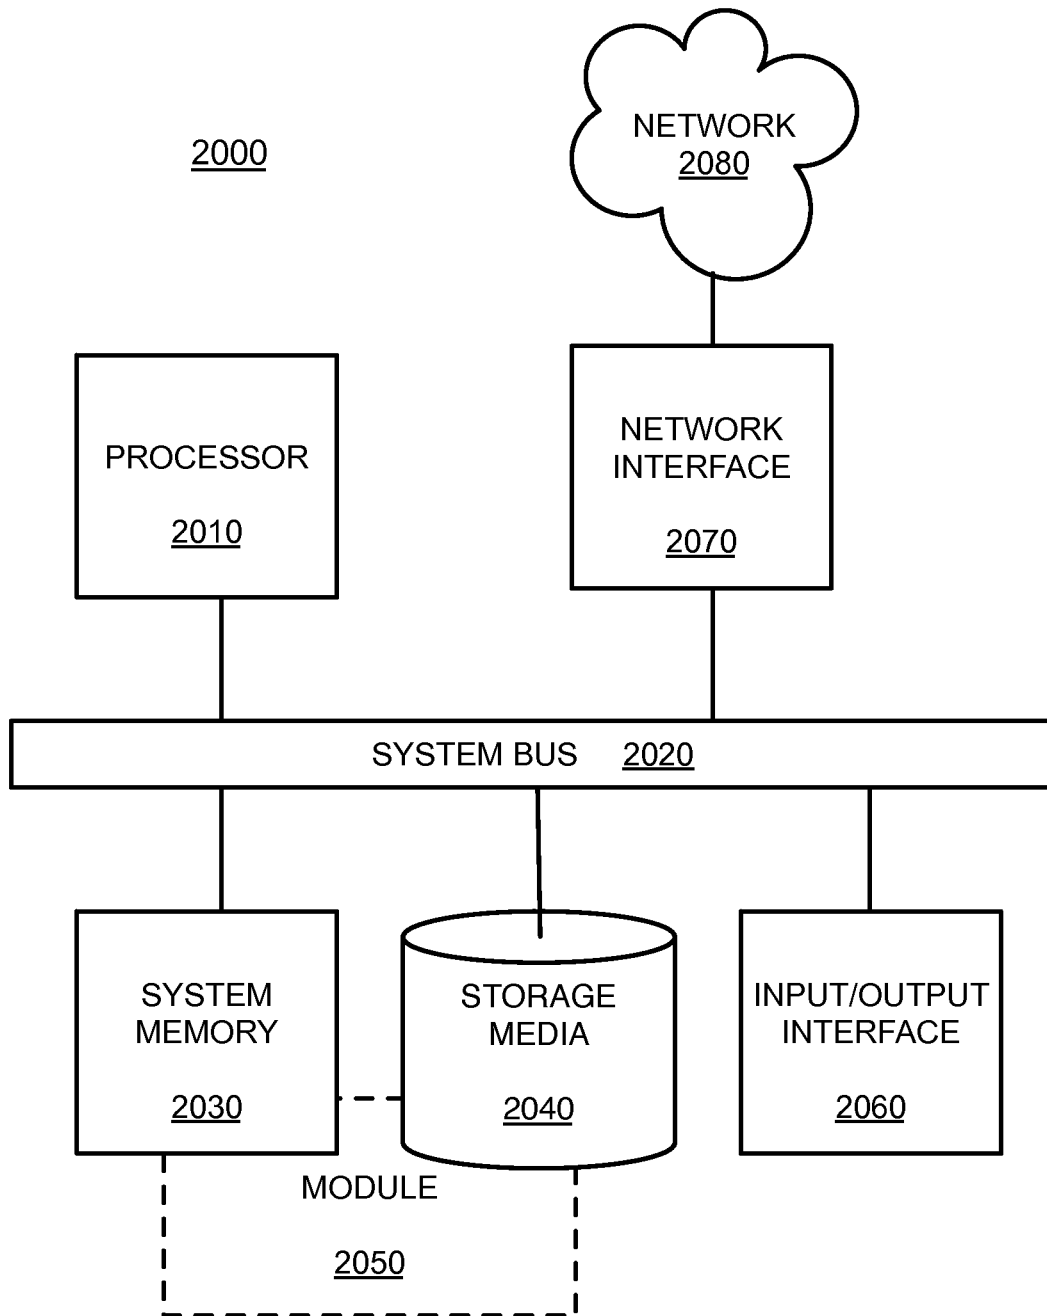 2000
NETWORK
2080
PROCESSOR
2010
NETWORK
INTERFACE
2070
SYSTEM BUS 2020
SYSTEM
MEMORY
2030
STORAGE
MEDIA
2040
INPUT/OUTPUT
INTERFACE
2060
MODULE
2050